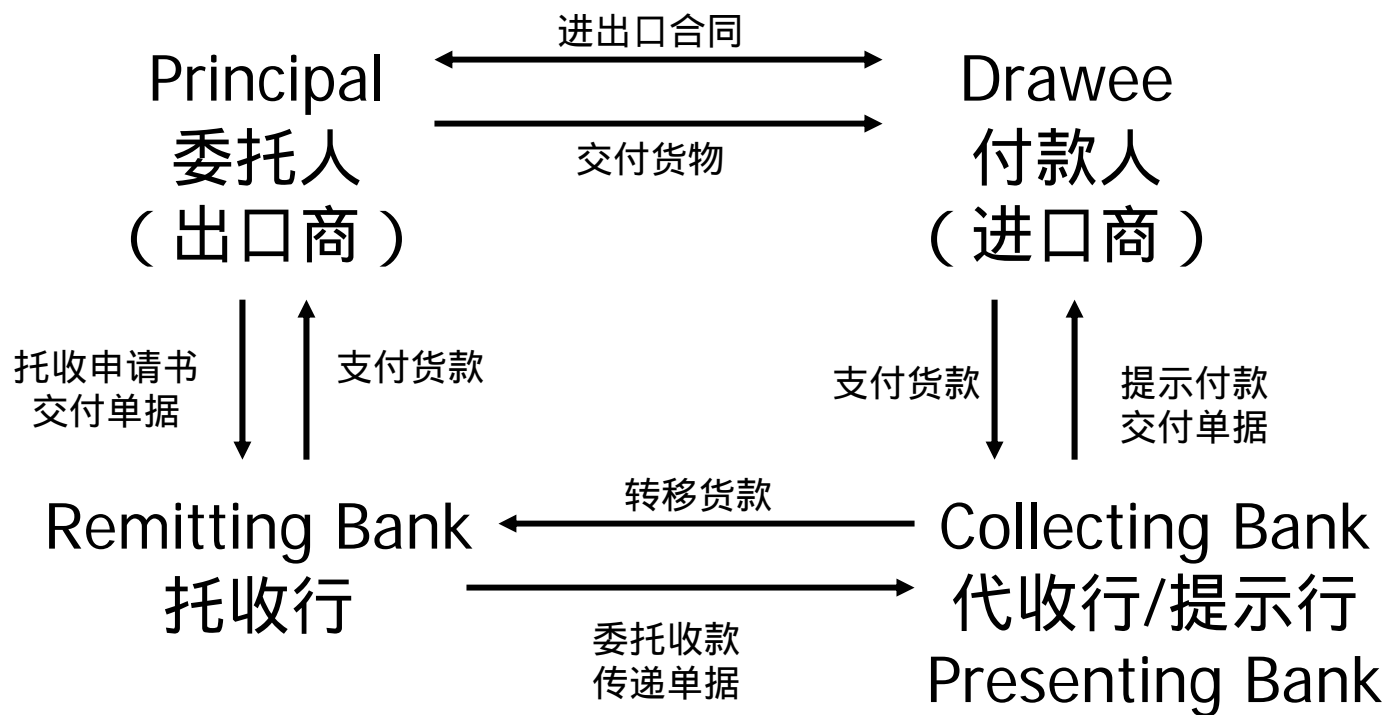 进出口合同
Principal
委托人
（出口商）
Drawee
付款人
（进口商）
交付货物
托收申请书
交付单据
支付货款
支付货款
提示付款
交付单据
转移货款
Remitting Bank
托收行
Collecting Bank
代收行/提示行
Presenting Bank
委托收款
传递单据